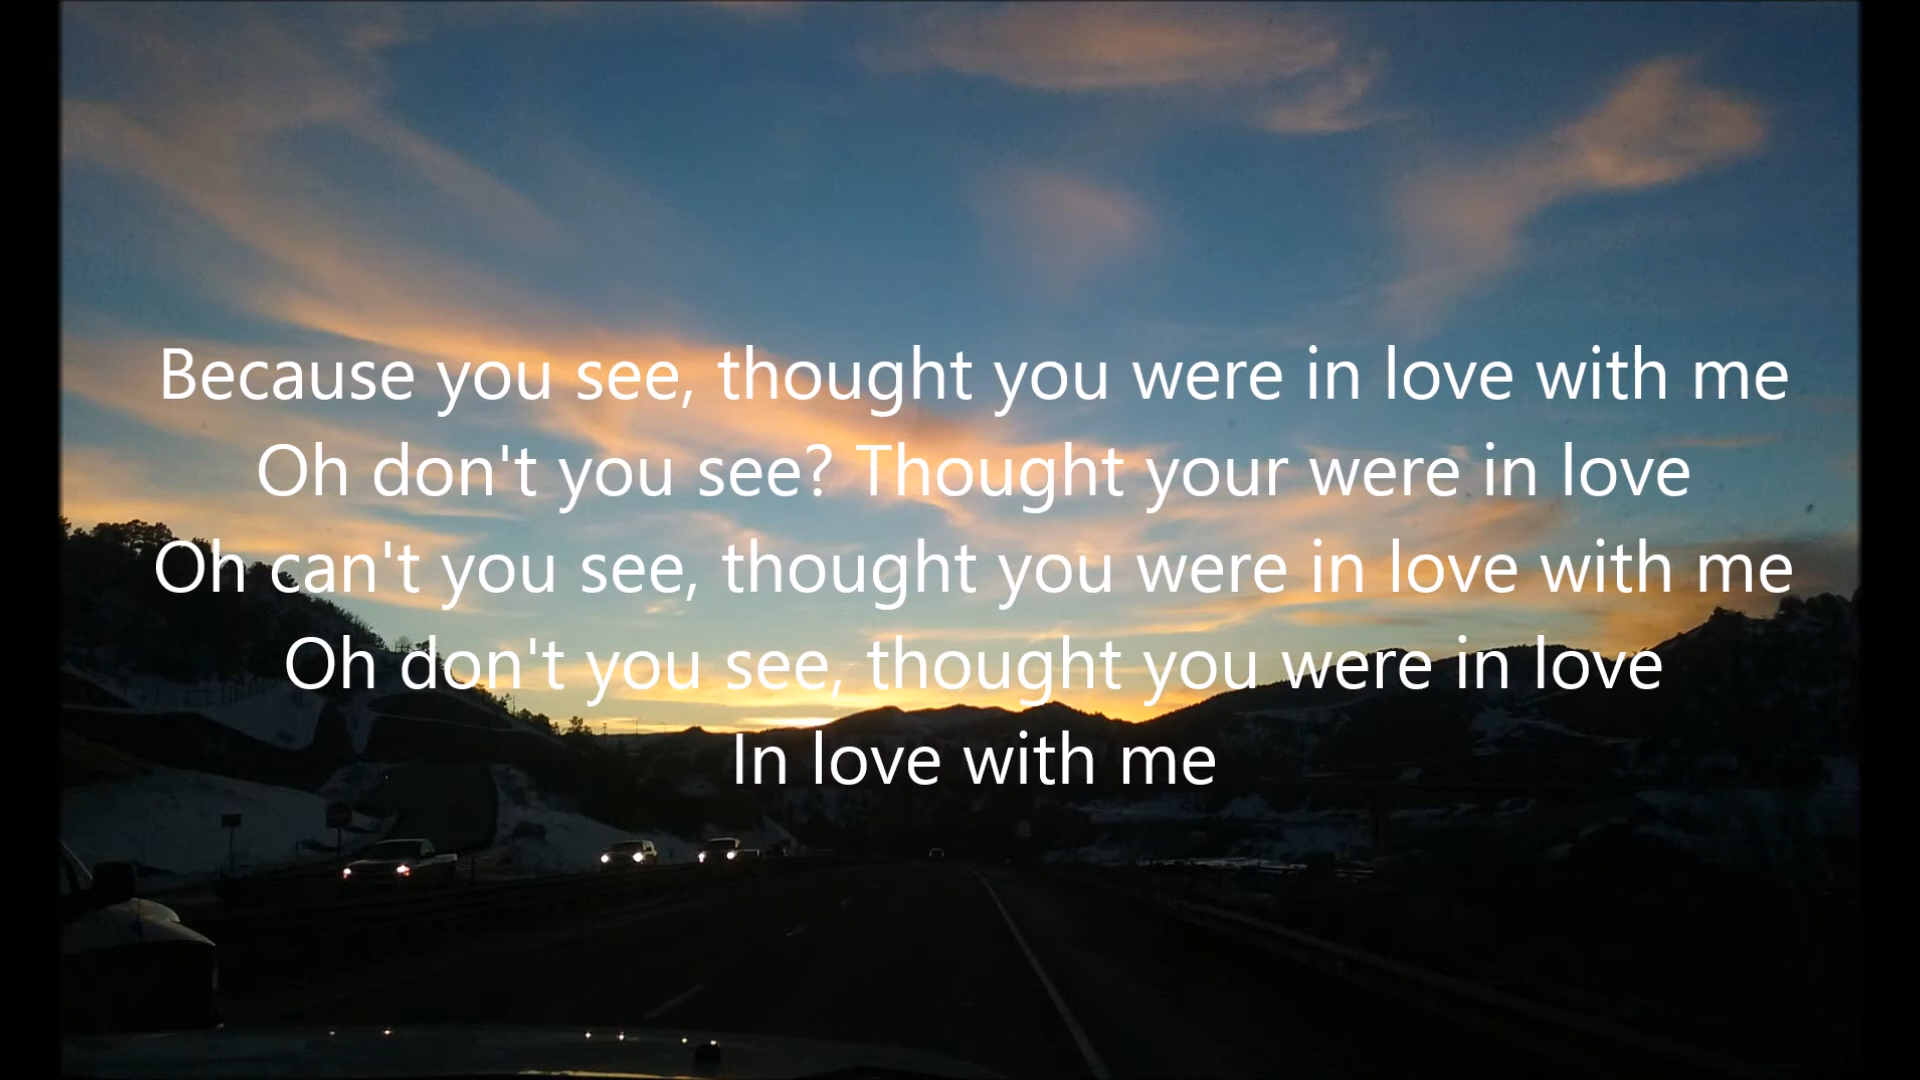 Because you see, thought you were in love with me
Oh don't you see? Thought your were in love
Oh can't you see, thought you were in love with me
Oh don't you see, thought you were in love
In love with me